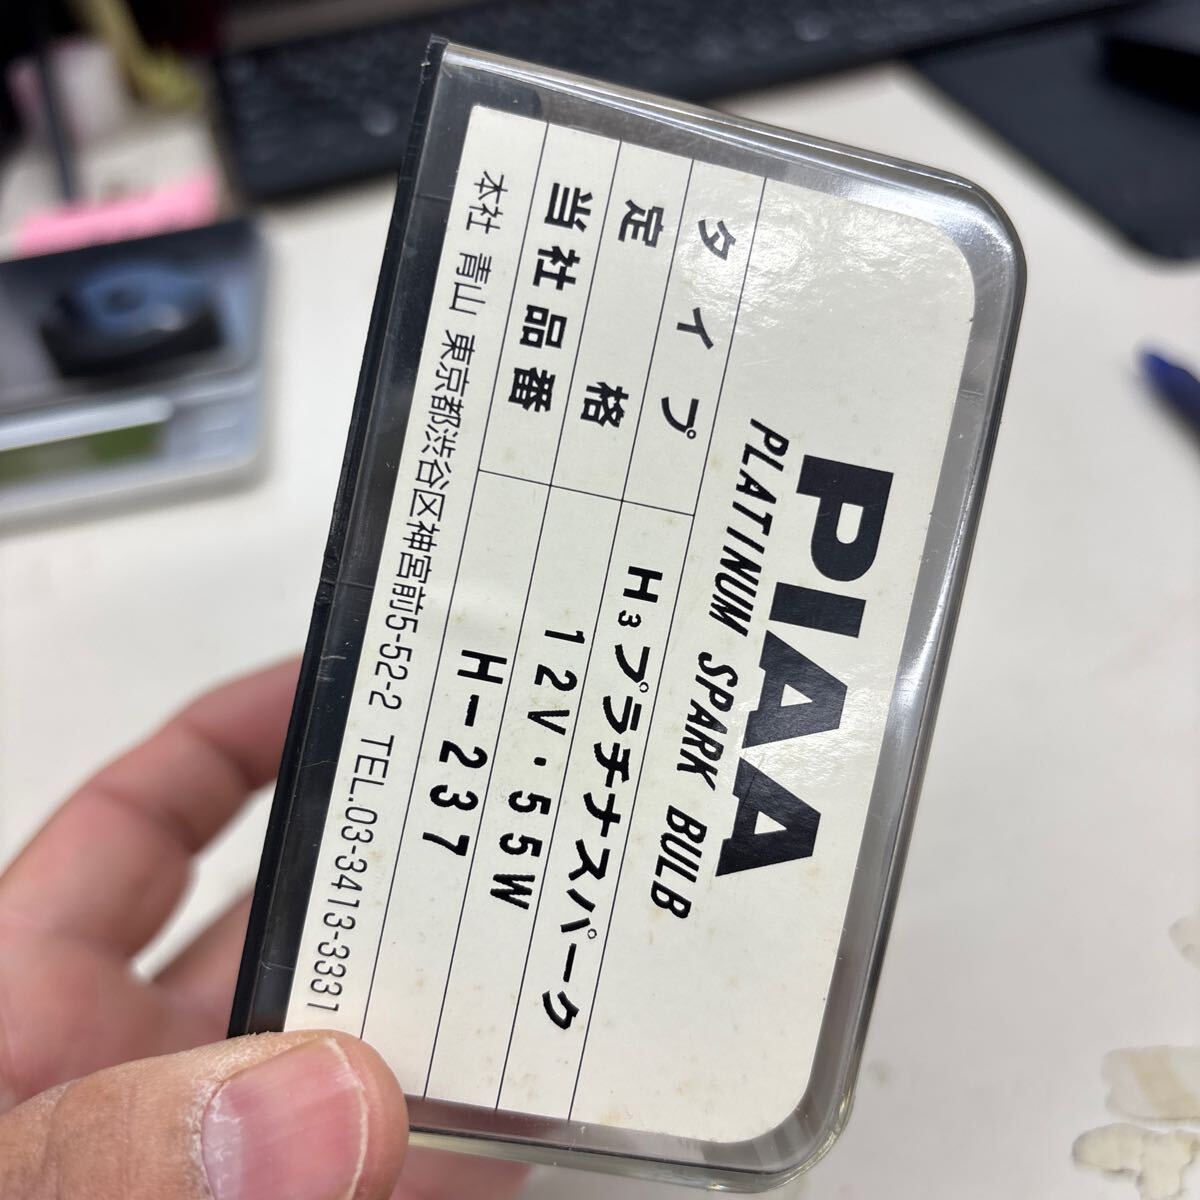 PIAA
PLATINUM SPARK BULB
タイプ H3プラチナスパーク
定格 12V・55W
当社品番 H-237
本社 青山 東京都渋谷区神宮前5-52-2 TEL.03-3413-3331